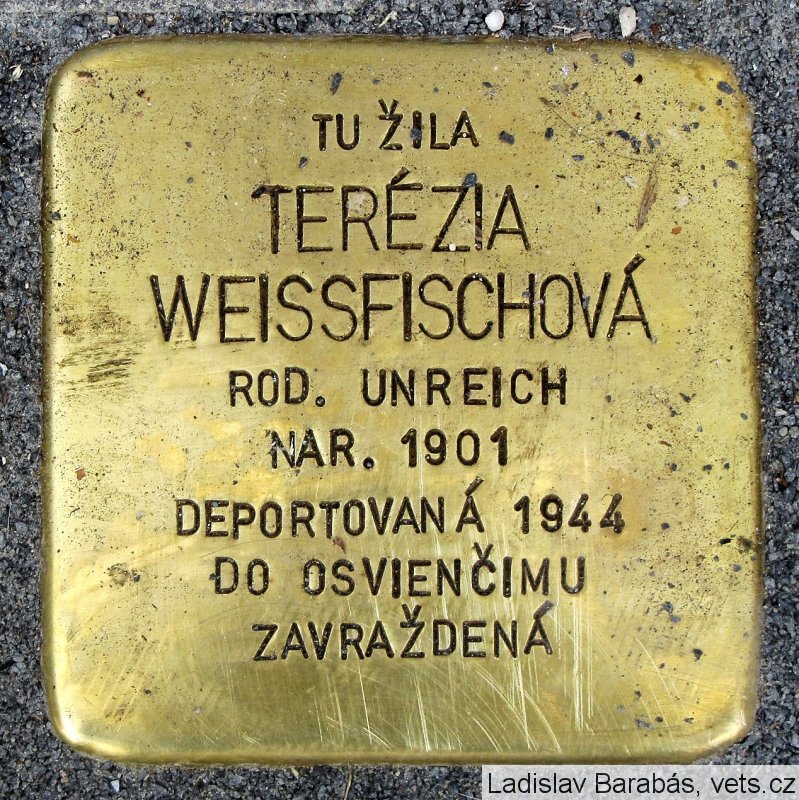 TU ŽILA
TERÉZIA
WEISSFISCHOVÁ
ROD. UNREICH
NAR. 1901
DEPORTOVANÁ 1944
DO OSVIENČIMU
ZAVRAŽDENÁ
Ladislav Barabás, vets.cz